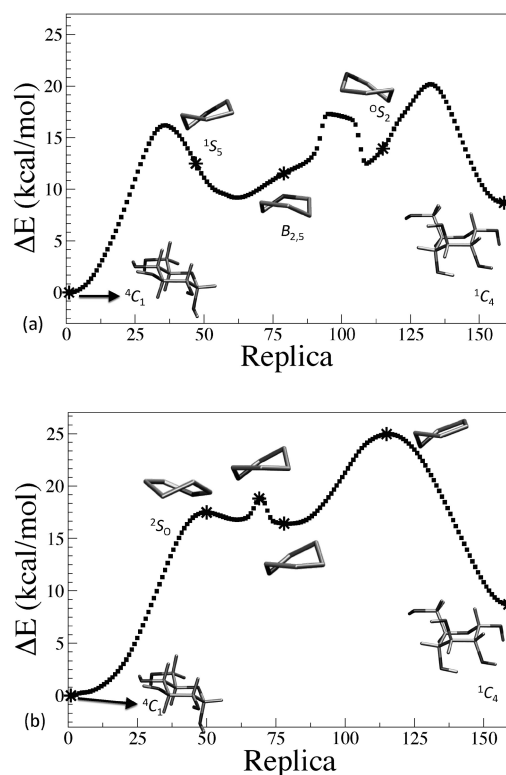 25
20
15
10
5
0
ΔE (kcal/mol)
¹S₅
B₂,₅
ᴼS₂
⁴C₁
¹C₄
(a)
0 25 50 75 100 125 150
Replica
25
20
15
10
5
0
ΔE (kcal/mol)
²Sₒ
⁴C₁
¹C₄
(b)
0 25 50 75 100 125 150
Replica